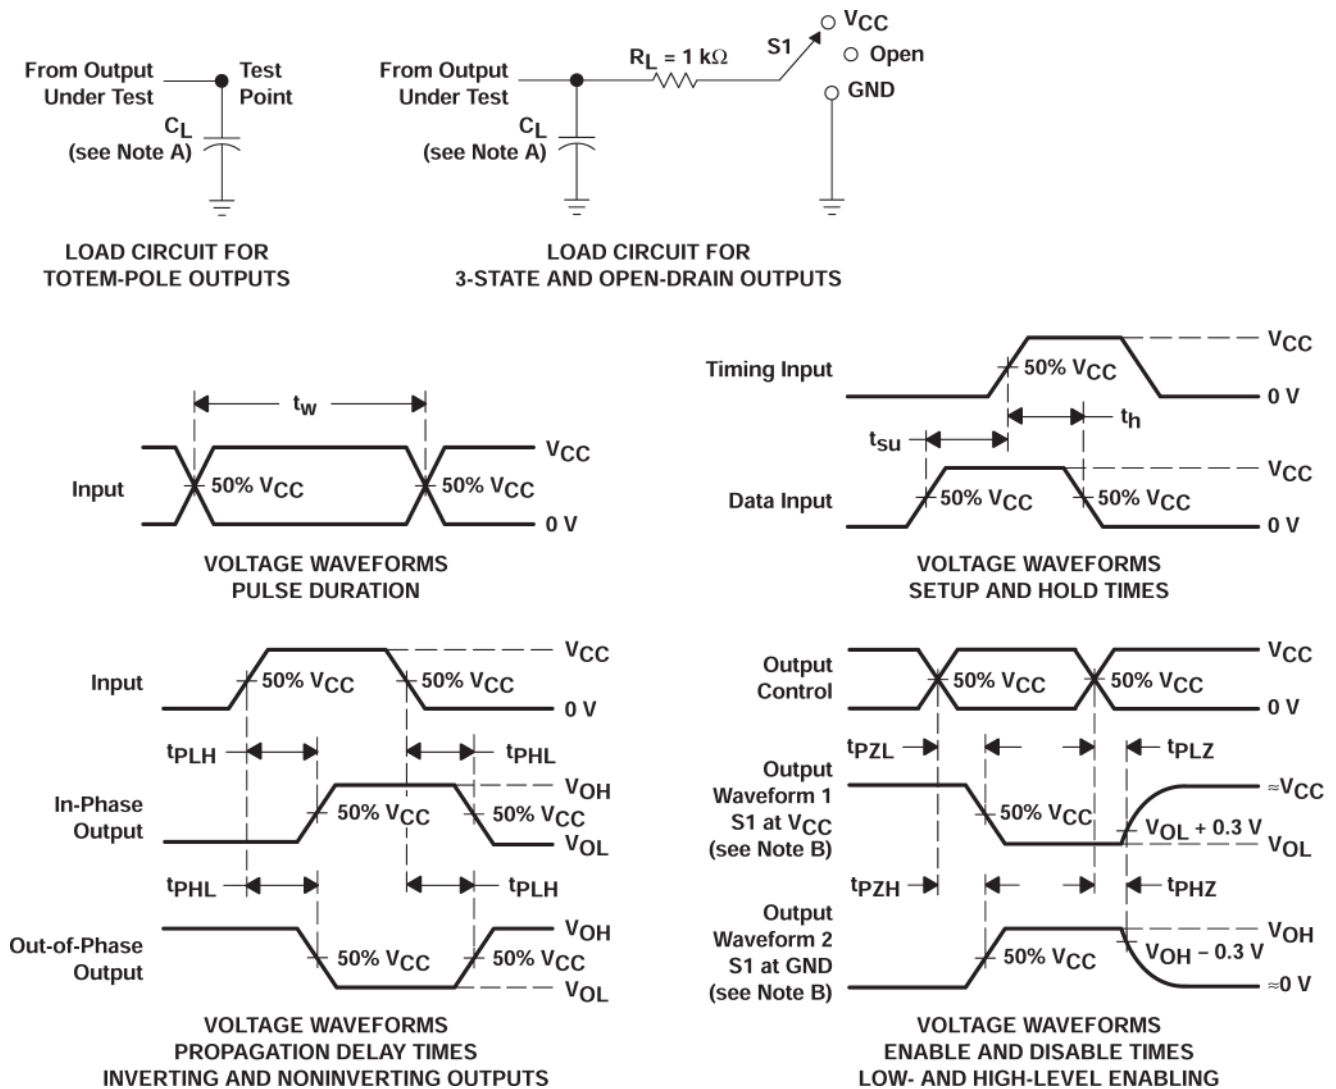 From Output
Under Test
Test
Point
CL
(see Note A)
LOAD CIRCUIT FOR
TOTEM-POLE OUTPUTS
From Output
Under Test
RL = 1 kΩ
S1
VCC
Open
GND
CL
(see Note A)
LOAD CIRCUIT FOR
3-STATE AND OPEN-DRAIN OUTPUTS
tw
Input
50% VCC
50% VCC
VCC
0 V
VOLTAGE WAVEFORMS
PULSE DURATION
Timing Input
50% VCC
VCC
0 V
tsu
th
Data Input
50% VCC
50% VCC
VCC
0 V
VOLTAGE WAVEFORMS
SETUP AND HOLD TIMES
Input
50% VCC
50% VCC
VCC
0 V
tPLH
tPHL
In-Phase
Output
50% VCC
50% VCC
VOH
VOL
tPHL
tPLH
Out-of-Phase
Output
50% VCC
50% VCC
VOH
VOL
VOLTAGE WAVEFORMS
PROPAGATION DELAY TIMES
INVERTING AND NONINVERTING OUTPUTS
Output
Control
50% VCC
50% VCC
VCC
0 V
tPZL
tPLZ
Output
Waveform 1
S1 at VCC
(see Note B)
50% VCC
≈VCC
VOL + 0.3 V
VOL
tPZH
tPHZ
Output
Waveform 2
S1 at GND
(see Note B)
50% VCC
VOH
VOH − 0.3 V
≈0 V
VOLTAGE WAVEFORMS
ENABLE AND DISABLE TIMES
LOW- AND HIGH-LEVEL ENABLING